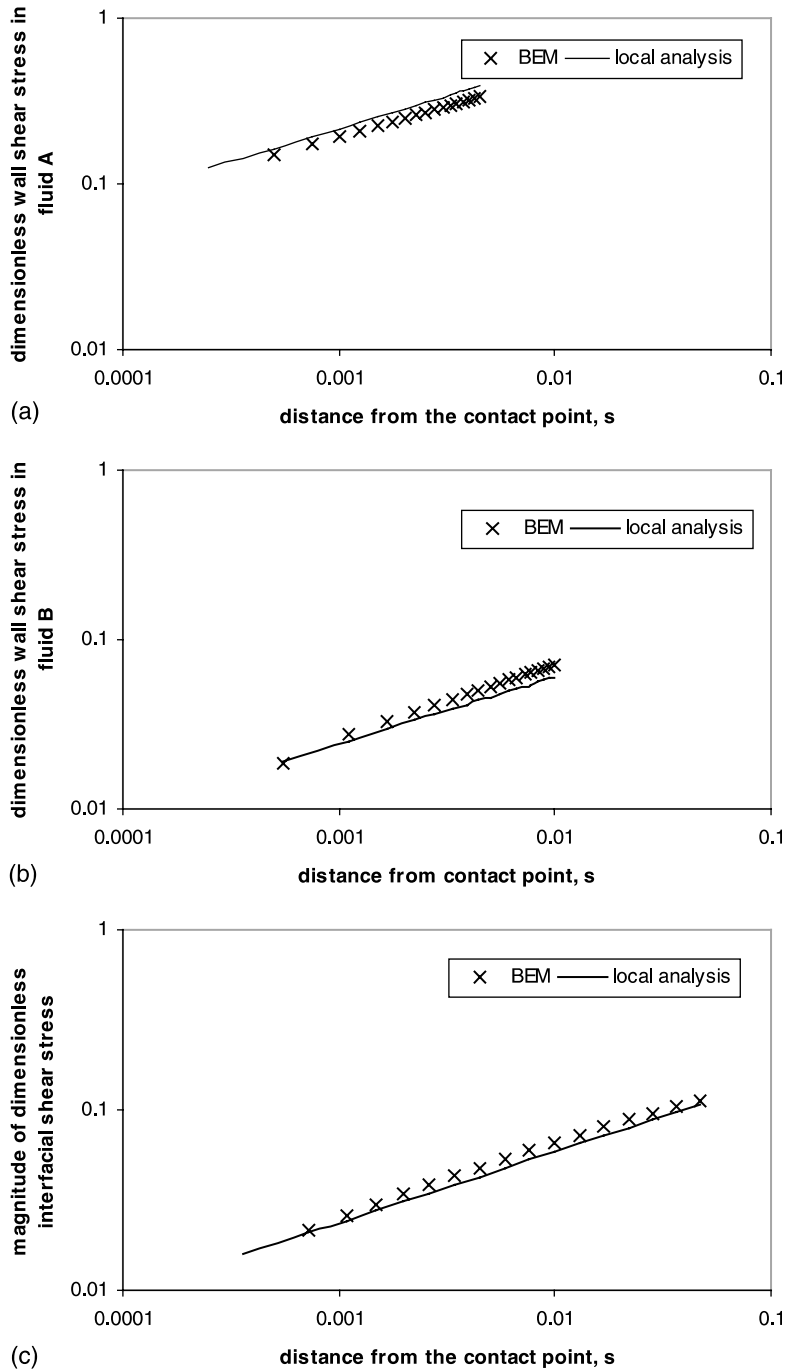 1
BEM local analysis
0.1
0.01
dimensionless wall shear stress in
fluid A
0.0001 0.001 0.01 0.1
(a)
distance from the contact point, s
1
BEM local analysis
0.1
0.01
dimensionless wall shear stress in
fluid B
0.0001 0.001 0.01 0.1
(b)
distance from contact point, s
1
BEM local analysis
0.1
0.01
magnitude of dimensionless
interfacial shear stress
0.0001 0.001 0.01 0.1
(c)
distance from the contact point, s